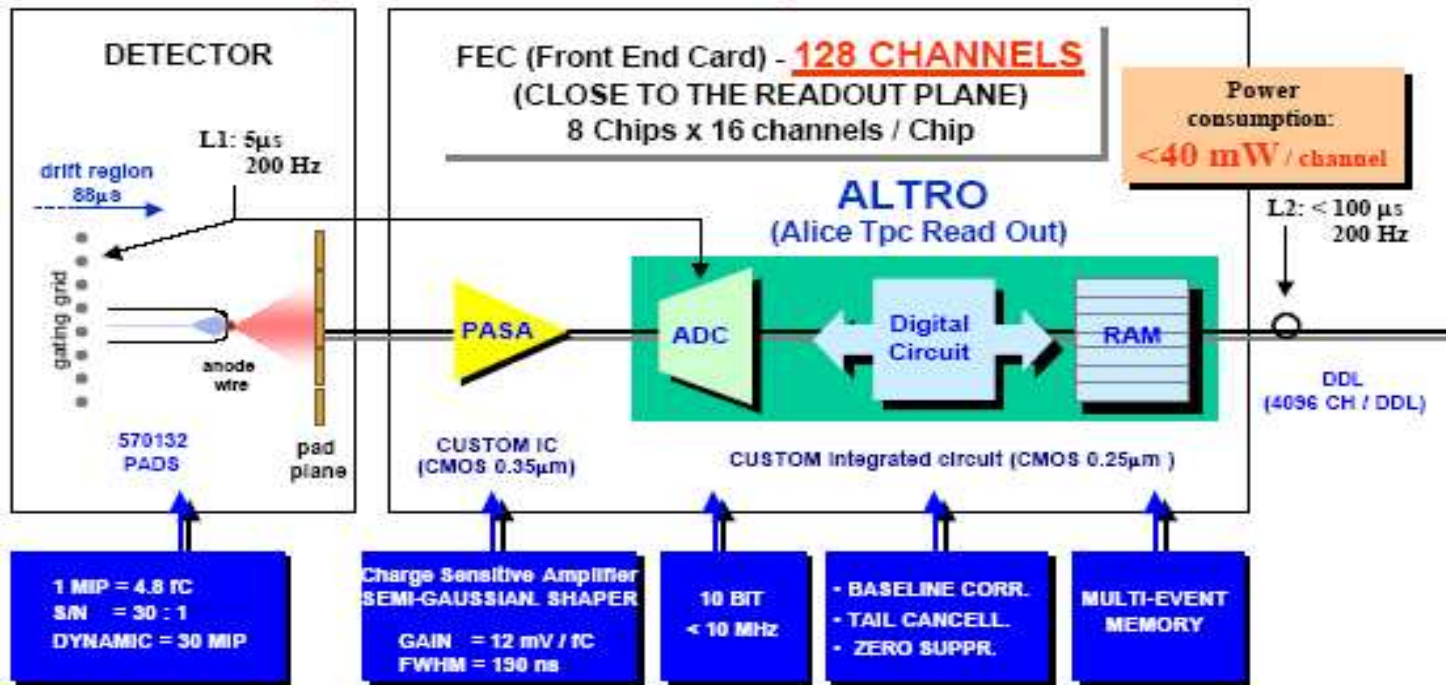 DETECTOR
L1: 5μs
200 Hz
drift region
88μs
gating grid
anode
wire
570132
PADS
pad
plane
FEC (Front End Card) - 128 CHANNELS
(CLOSE TO THE READOUT PLANE)
8 Chips x 16 channels / Chip
Power
consumption:
<40 mW / channel
ALTRO
(Alice Tpc Read Out)
L2: < 100 μs
200 Hz
PASA
ADC
Digital
Circuit
RAM
DDL
(4096 CH / DDL)
CUSTOM IC
(CMOS 0.35μm)
CUSTOM Integrated circuit (CMOS 0.25μm )
1 MIP = 4.8 fC
S/N = 30 : 1
DYNAMIC = 30 MIP
Charge Sensitive Amplifier
SEMI-GAUSSIAN. SHAPER
GAIN = 12 mV / fC
FWHM = 190 ns
10 BIT
< 10 MHz
• BASELINE CORR.
• TAIL CANCELL.
• ZERO SUPPR.
MULTI-EVENT
MEMORY